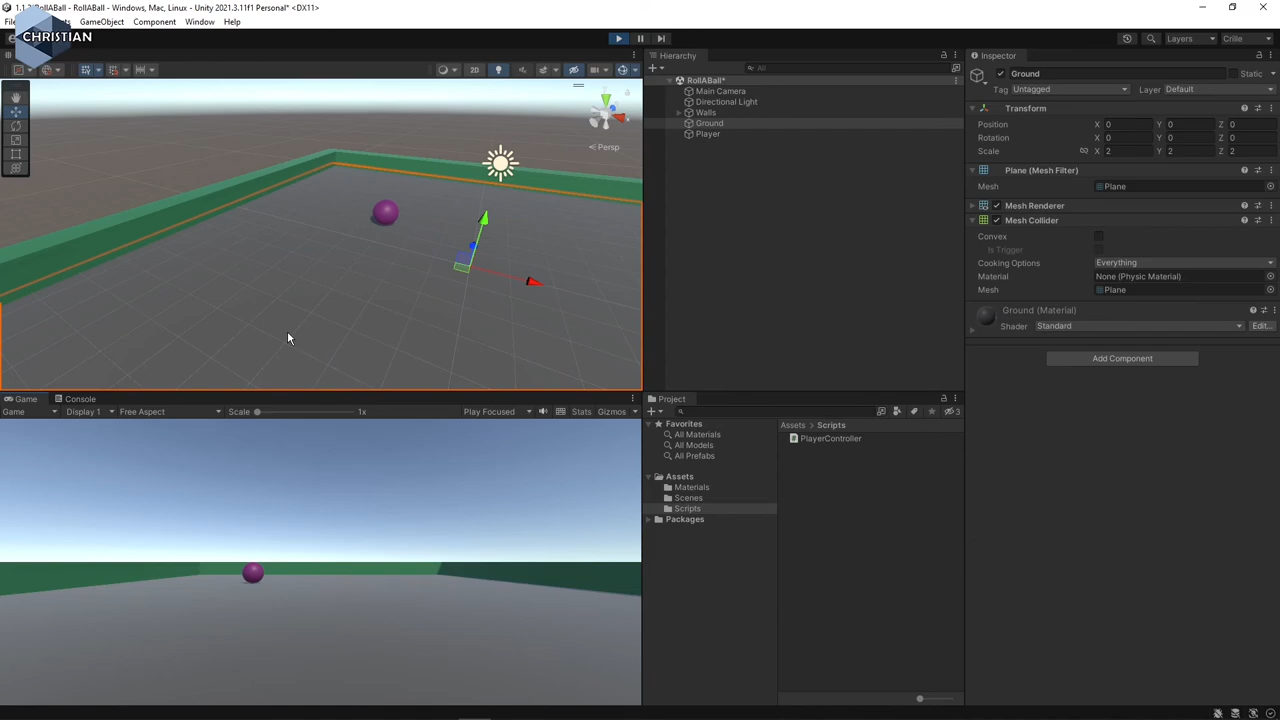 1.1.2 RollABall - RollABall - Windows, Mac, Linux - Unity 2021.3.11f1 Personal* <DX11>
GameObject Component Window Help
CHRISTIAN
Layers Crille
2D
Persp
Hierarchy
All
RollABall*
Main Camera
Directional Light
Walls
Ground
Player
Inspector
Ground Static
Tag Untagged Layer Default
Transform
Position X 0 Y 0 Z 0
Rotation X 0 Y 0 Z 0
Scale X 2 Y 2 Z 2
Plane (Mesh Filter)
Mesh Plane
Mesh Renderer
Mesh Collider
Convex
Is Trigger
Cooking Options Everything
Material None (Physic Material)
Mesh Plane
Ground (Material)
Shader Standard Edit...
Add Component
Game Console
Game Display 1 Free Aspect Scale 1x Play Focused Stats Gizmos
Project
3
Favorites
All Materials
All Models
All Prefabs
Assets
Materials
Scenes
Scripts
Packages
Assets > Scripts
PlayerController